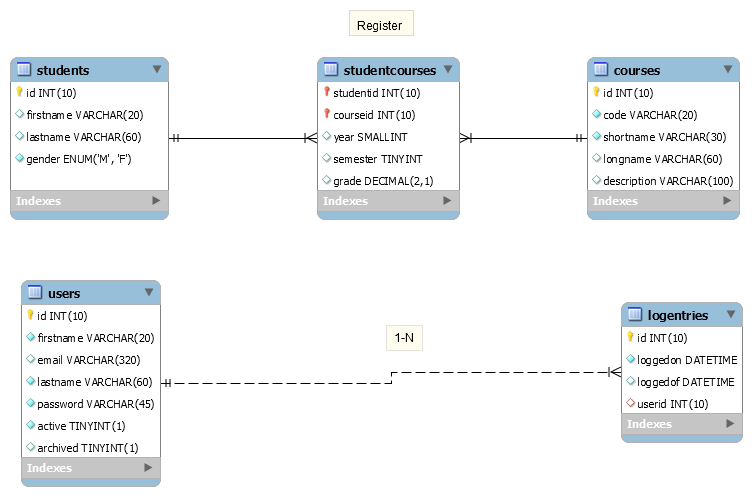 Register
students
id INT(10)
firstname VARCHAR(20)
lastname VARCHAR(60)
gender ENUM('M', 'F')
Indexes
studentcourses
studentid INT(10)
courseid INT(10)
year SMALLINT
semester TINYINT
grade DECIMAL(2,1)
Indexes
courses
id INT(10)
code VARCHAR(20)
shortname VARCHAR(30)
longname VARCHAR(60)
description VARCHAR(100)
Indexes
users
id INT(10)
firstname VARCHAR(20)
email VARCHAR(320)
lastname VARCHAR(60)
password VARCHAR(45)
active TINYINT(1)
archived TINYINT(1)
Indexes
1-N
logentries
id INT(10)
loggedon DATETIME
loggedof DATETIME
userid INT(10)
Indexes